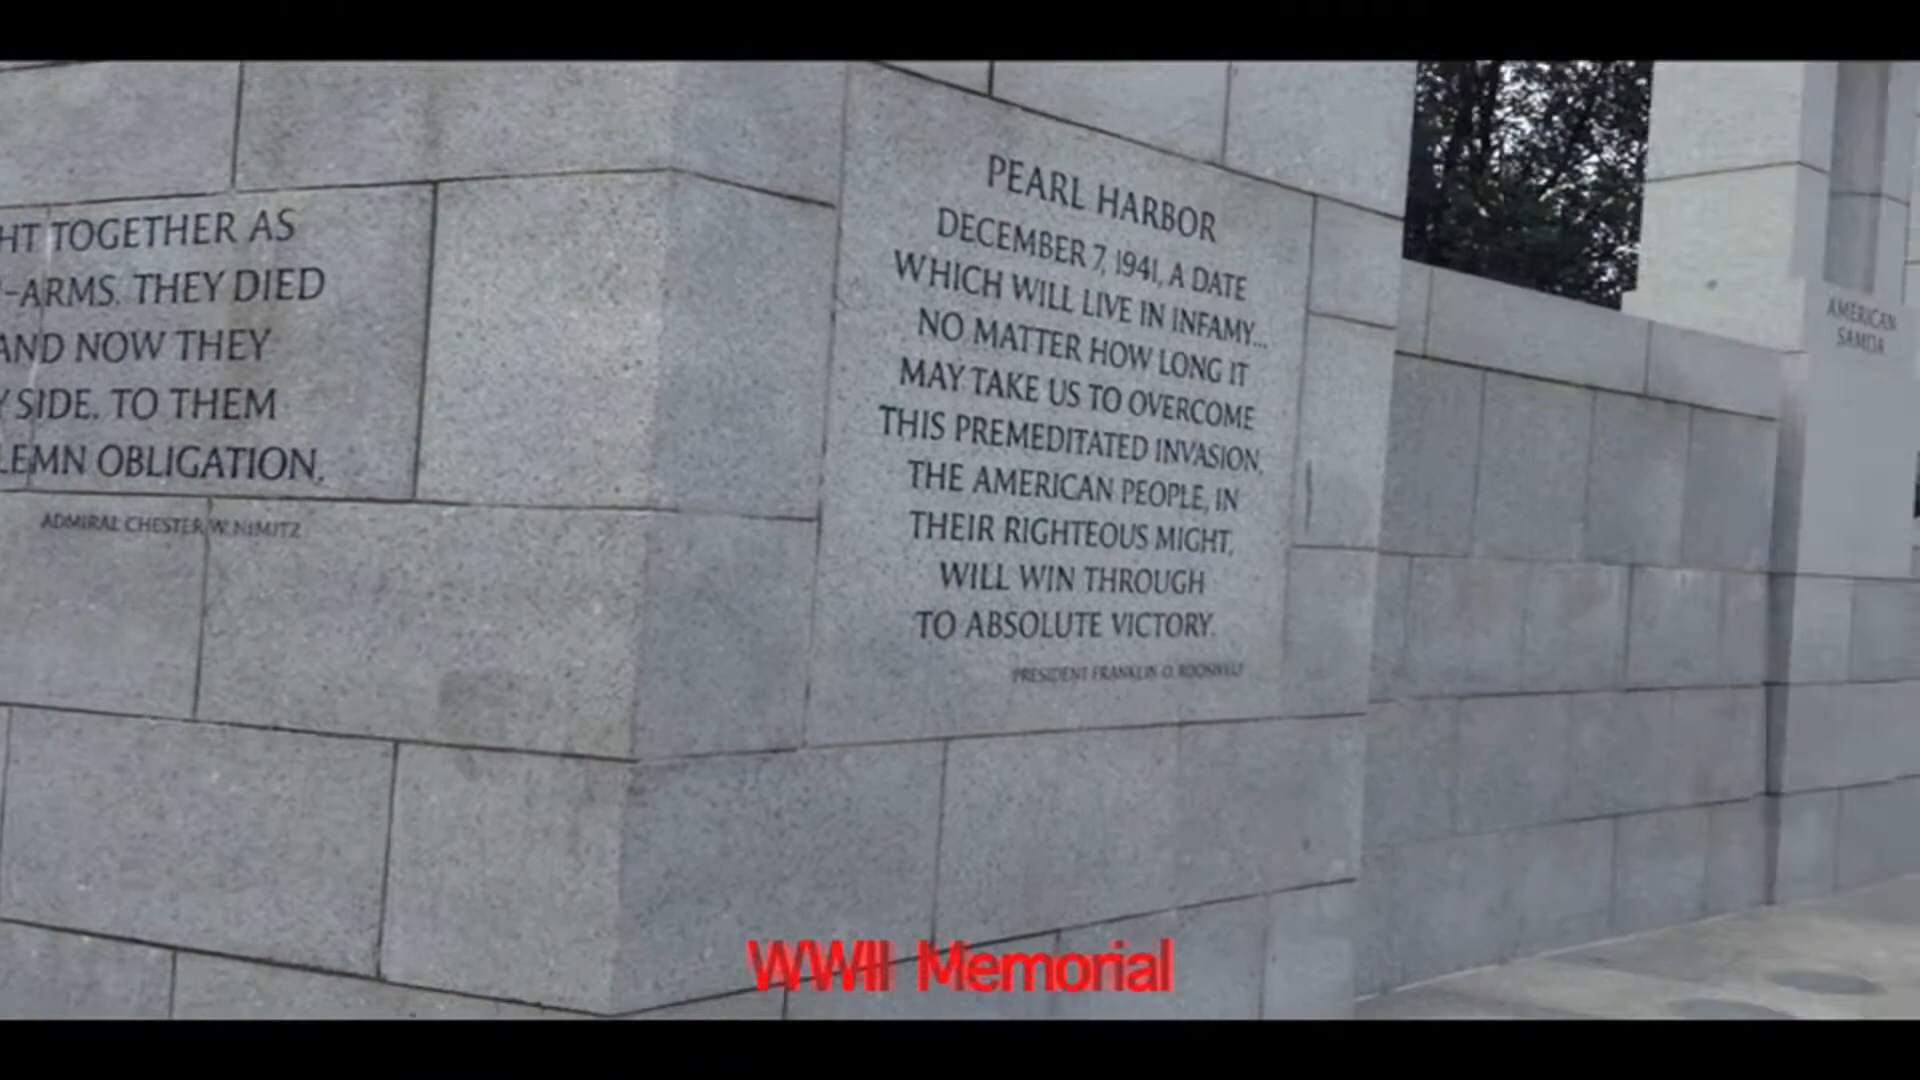 HT TOGETHER AS
-ARMS. THEY DIED
AND NOW THEY
Y SIDE. TO THEM
LEMN OBLIGATION.
ADMIRAL CHESTER W. NIMITZ
PEARL HARBOR
DECEMBER 7, 1941, A DATE
WHICH WILL LIVE IN INFAMY...
NO MATTER HOW LONG IT
MAY TAKE US TO OVERCOME
THIS PREMEDITATED INVASION,
THE AMERICAN PEOPLE, IN
THEIR RIGHTEOUS MIGHT,
WILL WIN THROUGH
TO ABSOLUTE VICTORY.
PRESIDENT FRANKLIN D. ROOSEVELT
AMERICAN
SAMOA
WWII Memorial